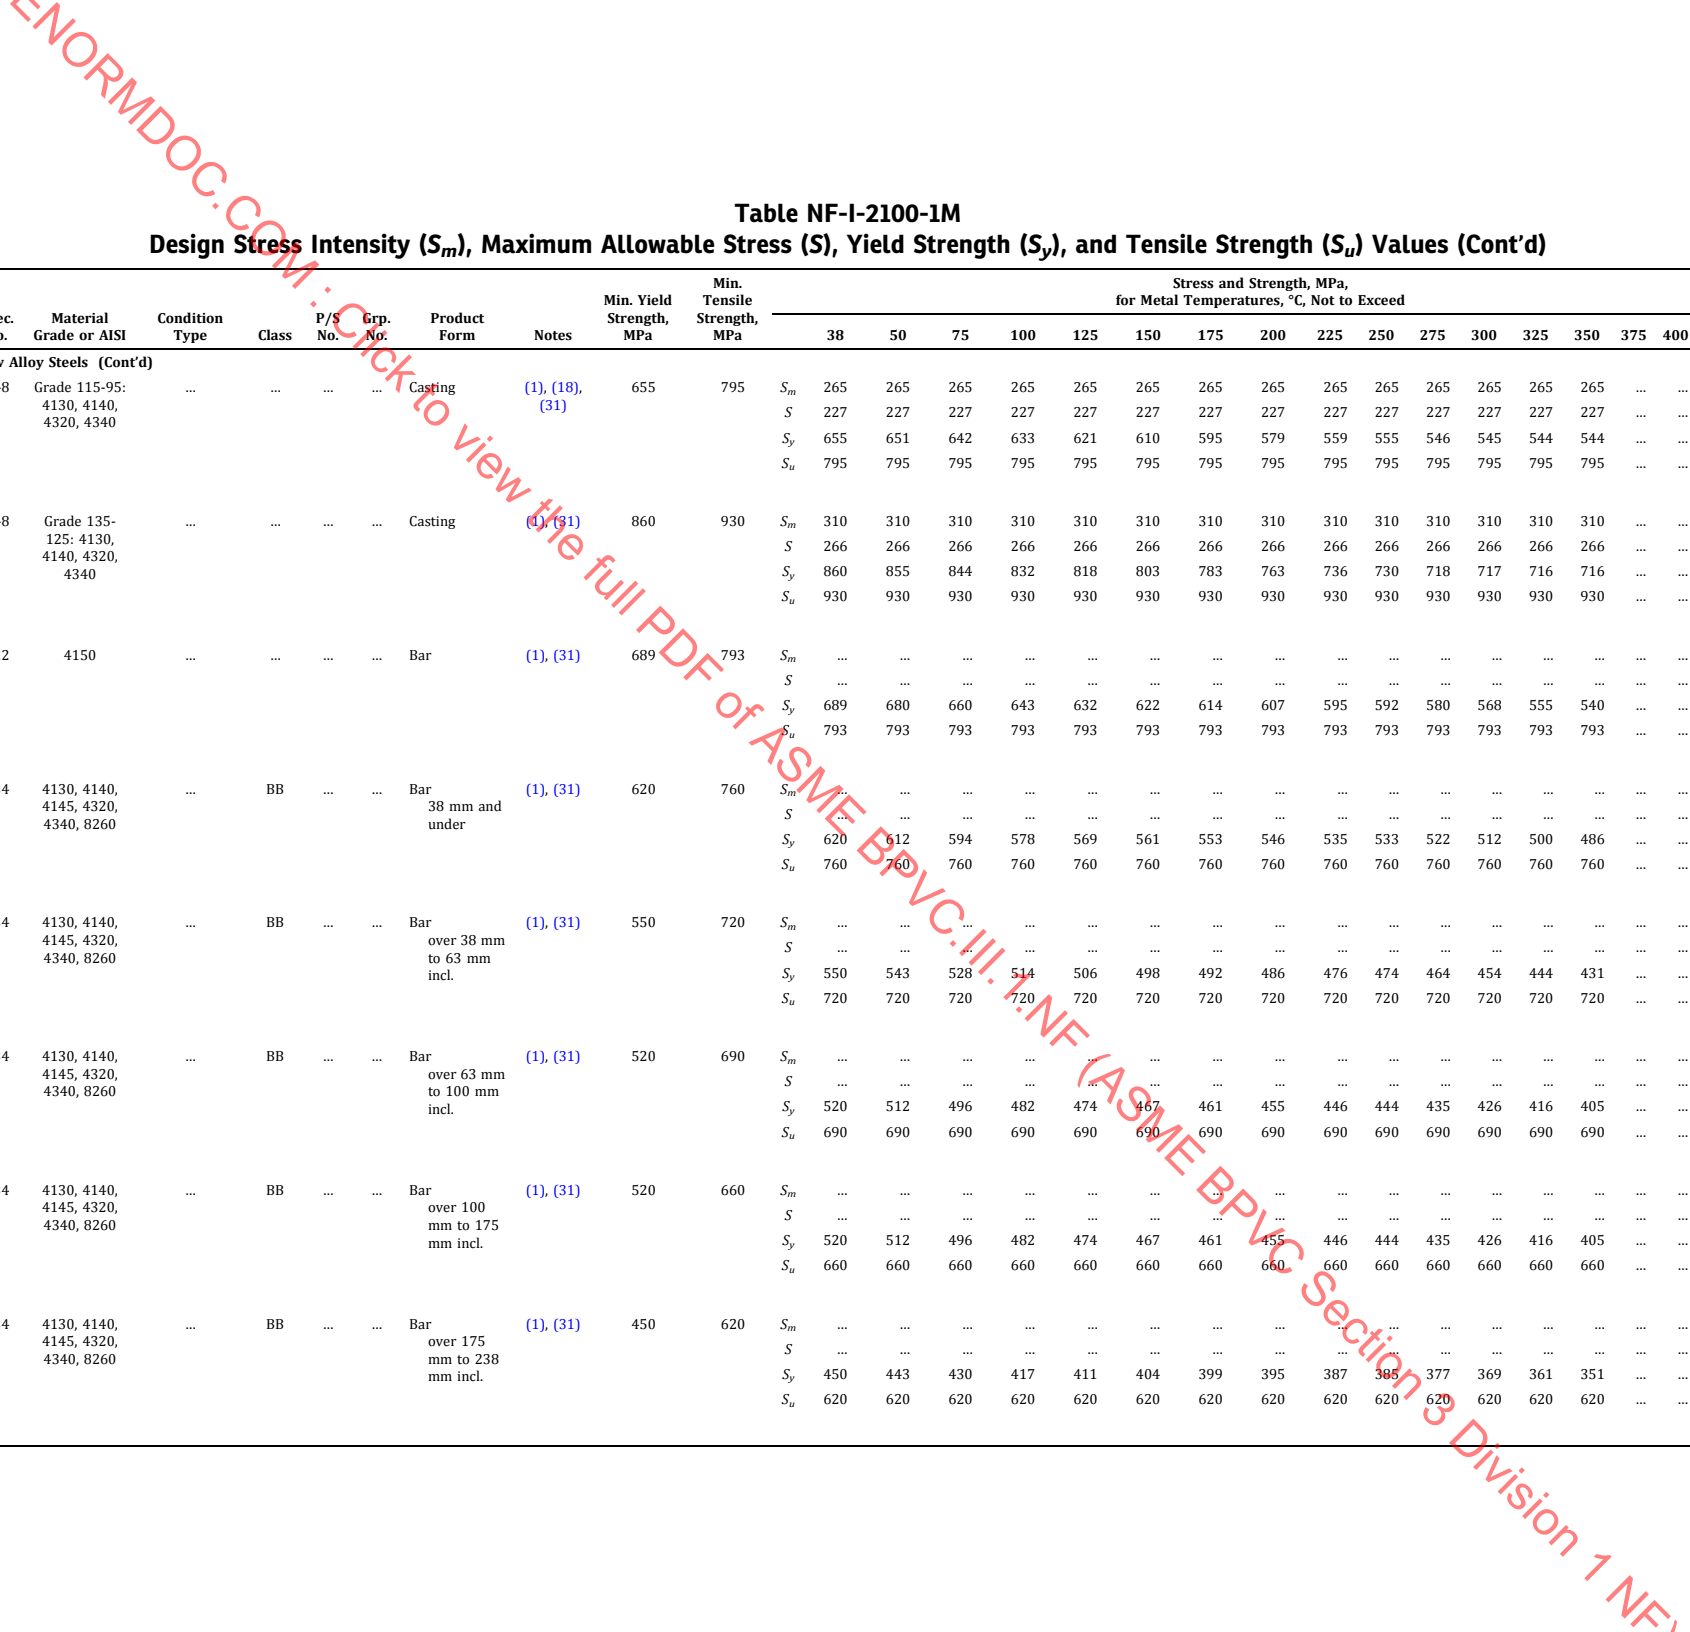 Table NF-I-2100-1M
Design Stress Intensity (Sm), Maximum Allowable Stress (S), Yield Strength (Sy), and Tensile Strength (Su) Values (Cont'd)
Min. Stress and Strength, MPa,
Min. Yield Tensile for Metal Temperatures, °C, Not to Exceed
ec. Material Condition P/S Grp. Product Strength, Strength,
o. Grade or AISI Type Class No. No. Form Notes MPa MPa 38 50 75 100 125 150 175 200 225 250 275 300 325 350 375 400
Alloy Steels (Cont'd)
8 Grade 115-95: ... ... ... ... Casting (1), (18), 655 795 Sm 265 265 265 265 265 265 265 265 265 265 265 265 265 265 ... ...
4130, 4140, (31) S 227 227 227 227 227 227 227 227 227 227 227 227 227 227 ... ...
4320, 4340 Sy 655 651 642 633 621 610 595 579 559 555 546 545 544 544 ... ...
Su 795 795 795 795 795 795 795 795 795 795 795 795 795 795 ... ...
8 Grade 135- ... ... ... ... Casting (1), (31) 860 930 Sm 310 310 310 310 310 310 310 310 310 310 310 310 310 310 ... ...
125: 4130, S 266 266 266 266 266 266 266 266 266 266 266 266 266 266 ... ...
4140, 4320, Sy 860 855 844 832 818 803 783 763 736 730 718 717 716 716 ... ...
4340 Su 930 930 930 930 930 930 930 930 930 930 930 930 930 930 ... ...
2 4150 ... ... ... ... Bar (1), (31) 689 793 Sm ... ... ... ... ... ... ... ... ... ... ... ... ... ... ... ...
S ... ... ... ... ... ... ... ... ... ... ... ... ... ... ... ...
Sy 689 680 660 643 632 622 614 607 595 592 580 568 555 540 ... ...
Su 793 793 793 793 793 793 793 793 793 793 793 793 793 793 ... ...
4 4130, 4140, ... BB ... ... Bar (1), (31) 620 760 Sm ... ... ... ... ... ... ... ... ... ... ... ... ... ... ... ...
4145, 4320, 38 mm and S ... ... ... ... ... ... ... ... ... ... ... ... ... ... ... ...
4340, 8260 under Sy 620 612 594 578 569 561 553 546 535 533 522 512 500 486 ... ...
Su 760 760 760 760 760 760 760 760 760 760 760 760 760 760 ... ...
4 4130, 4140, ... BB ... ... Bar (1), (31) 550 720 Sm ... ... ... ... ... ... ... ... ... ... ... ... ... ... ... ...
4145, 4320, over 38 mm S ... ... ... ... ... ... ... ... ... ... ... ... ... ... ... ...
4340, 8260 to 63 mm
incl. Sy 550 543 528 514 506 498 492 486 476 474 464 454 444 431 ... ...
Su 720 720 720 720 720 720 720 720 720 720 720 720 720 720 ... ...
4 4130, 4140, ... BB ... ... Bar (1), (31) 520 690 Sm ... ... ... ... ... ... ... ... ... ... ... ... ... ... ... ...
4145, 4320, over 63 mm S ... ... ... ... ... ... ... ... ... ... ... ... ... ... ... ...
4340, 8260 to 100 mm
incl. Sy 520 512 496 482 474 467 461 455 446 444 435 426 416 405 ... ...
Su 690 690 690 690 690 690 690 690 690 690 690 690 690 690 ... ...
4 4130, 4140, ... BB ... ... Bar (1), (31) 520 660 Sm ... ... ... ... ... ... ... ... ... ... ... ... ... ... ... ...
4145, 4320, over 100 S ... ... ... ... ... ... ... ... ... ... ... ... ... ... ... ...
4340, 8260 mm to 175
mm incl. Sy 520 512 496 482 474 467 461 455 446 444 435 426 416 405 ... ...
Su 660 660 660 660 660 660 660 660 660 660 660 660 660 660 ... ...
4 4130, 4140, ... BB ... ... Bar (1), (31) 450 620 Sm ... ... ... ... ... ... ... ... ... ... ... ... ... ... ... ...
4145, 4320, over 175 S ... ... ... ... ... ... ... ... ... ... ... ... ... ... ... ...
4340, 8260 mm to 238
mm incl. Sy 450 443 430 417 411 404 399 395 387 385 377 369 361 351 ... ...
Su 620 620 620 620 620 620 620 620 620 620 620 620 620 620 ... ...
ENORMDOC.COM : Click to view the full PDF of ASME BPVC.III.1.NF (ASME BPVC Section 3 Division 1 NF)